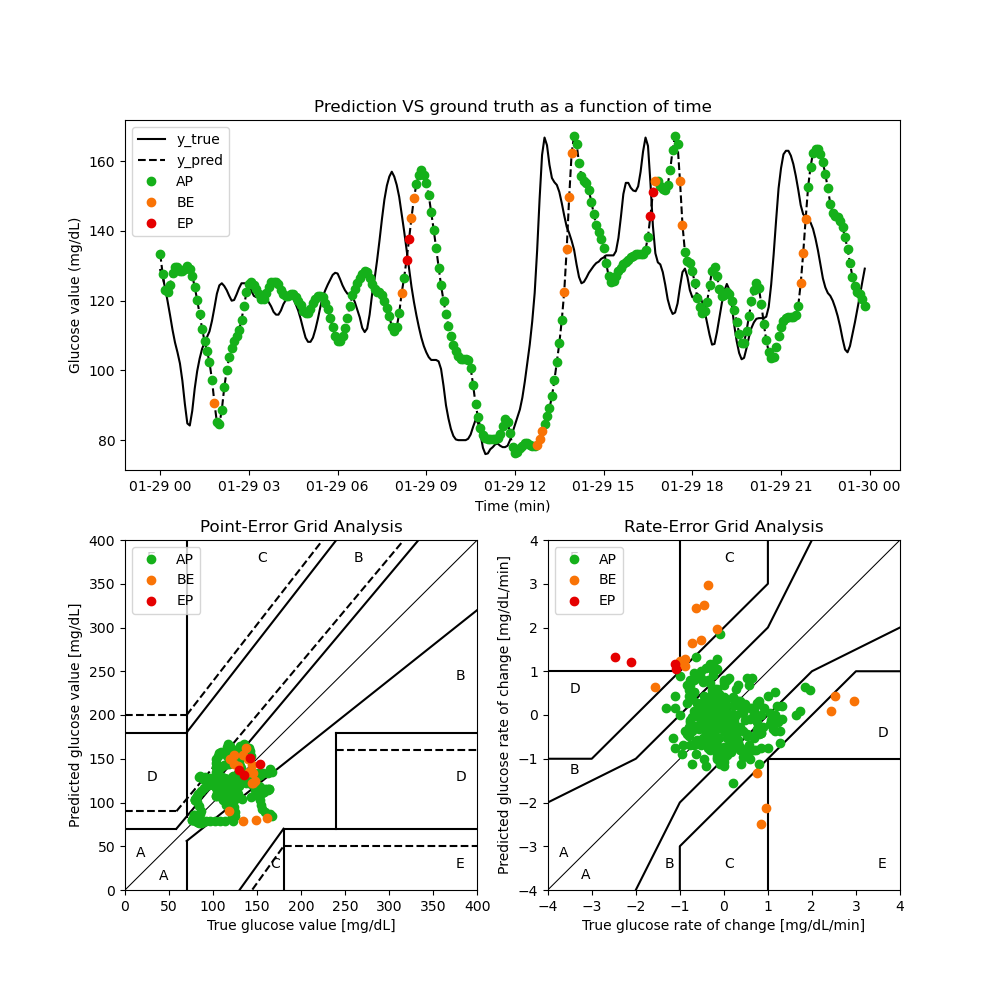 Prediction VS ground truth as a function of time
y_true
y_pred
AP
BE
EP
Glucose value (mg/dL)
160
140
120
100
80
01-29 00 01-29 03 01-29 06 01-29 09 01-29 12 01-29 15 01-29 18 01-29 21 01-30 00
Time (min)
Point-Error Grid Analysis
AP
BE
EP
C
B
B
D
D
A
A
C
E
Predicted glucose value [mg/dL]
400
350
300
250
200
150
100
50
0
0 50 100 150 200 250 300 350 400
True glucose value [mg/dL]
Rate-Error Grid Analysis
AP
BE
EP
C
D
D
B
A
A
B
C
E
Predicted glucose rate of change [mg/dL/min]
4
3
2
1
0
−1
−2
−3
−4
−4 −3 −2 −1 0 1 2 3 4
True glucose rate of change [mg/dL/min]